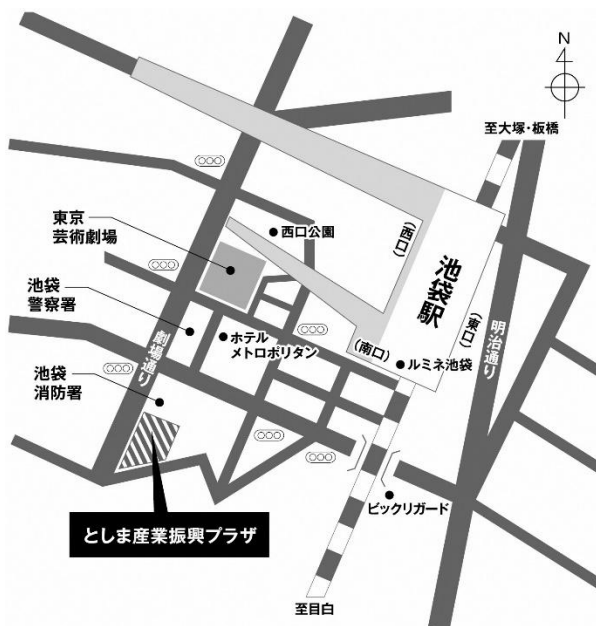 N
至大塚・板橋
東京
芸術劇場
西口公園
(西口)
池袋駅
(東口)
明治通り
池袋
警察署
劇場通り
ホテル
メトロポリタン
(南口)
ルミネ池袋
池袋
消防署
ビックリガード
としま産業振興プラザ
至目白